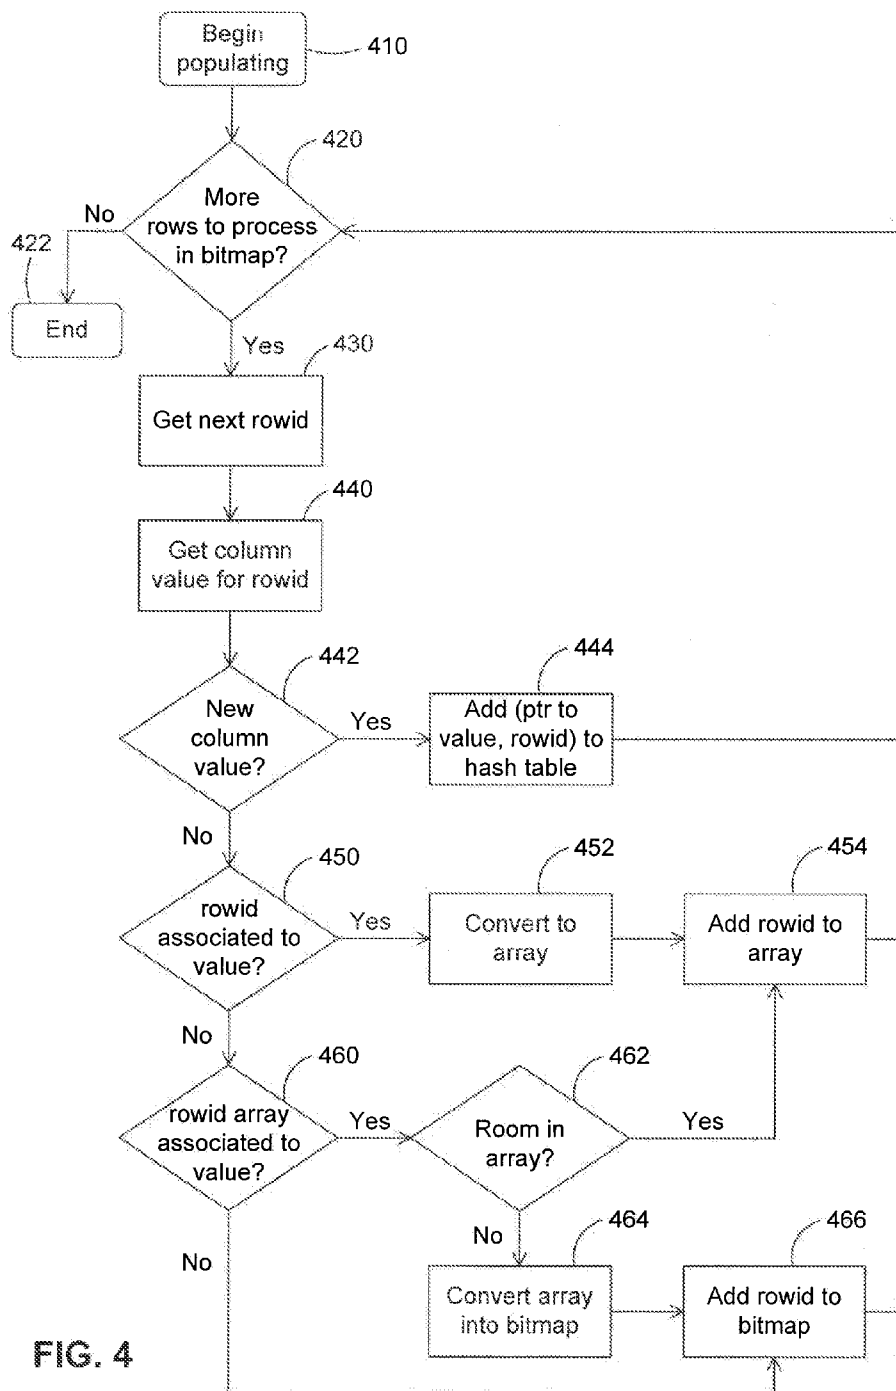 Begin
populating
410
420
More
rows to process
in bitmap?
No
422
End
Yes
430
Get next rowid
440
Get column
value for rowid
442
New
column
value?
Yes
444
Add (ptr to
value, rowid) to
hash table
No
450
rowid
associated to
value?
Yes
452
Convert to
array
454
Add rowid to
array
No
460
rowid array
associated to
value?
Yes
462
Room in
array?
Yes
No
464
Convert array
into bitmap
466
Add rowid to
bitmap
No
FIG. 4